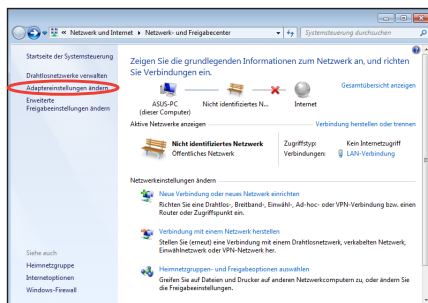 « Netzwerk und Internet ▸ Netzwerk- und Freigabecenter
Systemsteuerung durchsuchen
Startseite der Systemsteuerung
Drahtlosnetzwerke verwalten
Adaptereinstellungen ändern
Erweiterte
Freigabeeinstellungen ändern
Zeigen Sie die grundlegenden Informationen zum Netzwerk an, und richten
Sie Verbindungen ein.
Gesamtübersicht anzeigen
ASUS-PC
(dieser Computer)
Nicht identifiziertes N...
Internet
Aktive Netzwerke anzeigen
Verbindung herstellen oder trennen
Nicht identifiziertes Netzwerk
Öffentliches Netzwerk
Zugriffstyp: Kein Internetzugriff
Verbindungen: LAN-Verbindung
Netzwerkeinstellungen ändern
Neue Verbindung oder neues Netzwerk einrichten
Richten Sie eine Drahtlos-, Breitband-, Einwähl-, Ad-hoc- oder VPN-Verbindung bzw. einen
Router oder Zugriffspunkt ein.
Verbindung mit einem Netzwerk herstellen
Stellen Sie (erneut) eine Verbindung mit einem Drahtlosnetzwerk, verkabelten Netzwerk,
Einwählnetzwerk oder VPN-Netzwerk her.
Heimnetzgruppen- und Freigabeoptionen auswählen
Greifen Sie auf Dateien und Drucker auf anderen Netzwerkcomputern zu, oder ändern Sie
die Freigabeeinstellungen.
Siehe auch
Heimnetzgruppe
Internetoptionen
Windows-Firewall